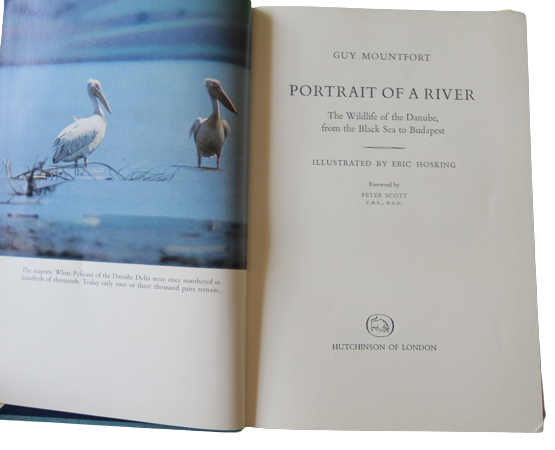 The majestic White Pelicans of the Danube Delta were once numbered in
hundreds of thousands. Today only two or three thousand pairs remain.
GUY MOUNTFORT
PORTRAIT OF A RIVER
The Wildlife of the Danube,
from the Black Sea to Budapest
ILLUSTRATED BY ERIC HOSKING
Foreword by
PETER SCOTT
C.B.E., D.S.C.
HUTCHINSON OF LONDON